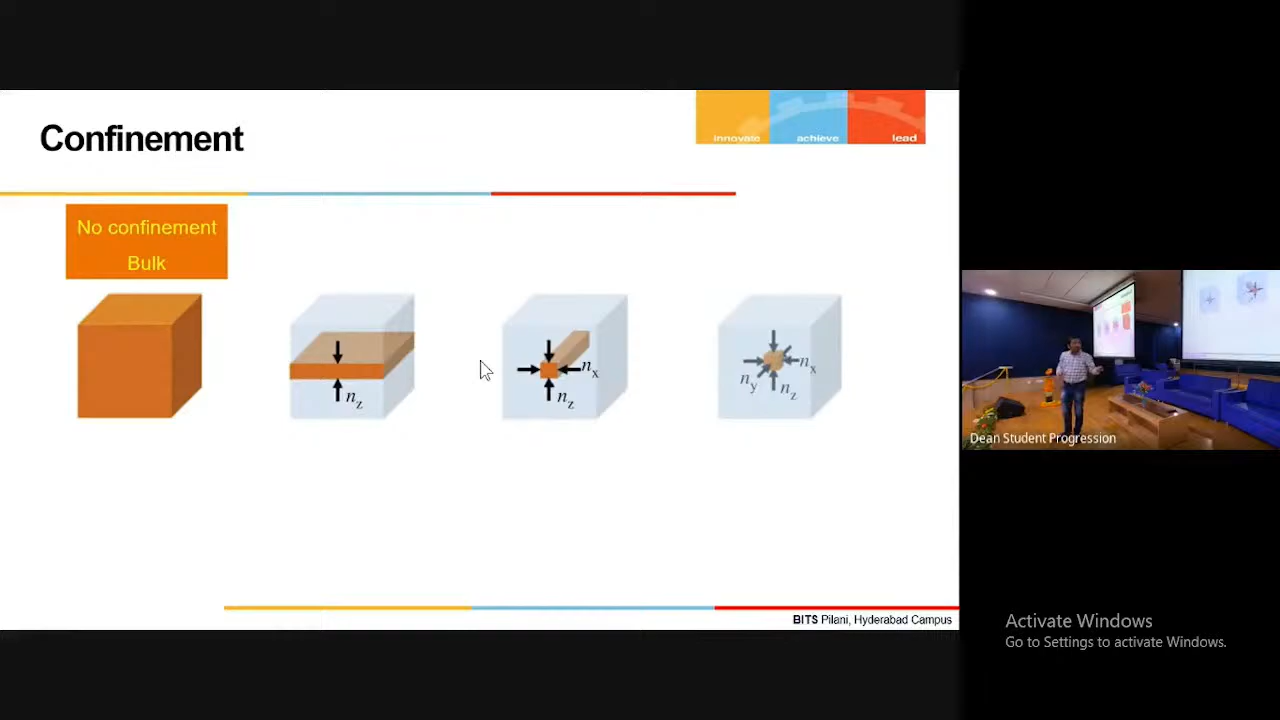 Confinement
innovate
achieve
lead
No confinement
Bulk
n_z
n_x
n_z
n_x
n_y
n_z
BITS Pilani, Hyderabad Campus
Dean Student Progression
Activate Windows
Go to Settings to activate Windows.